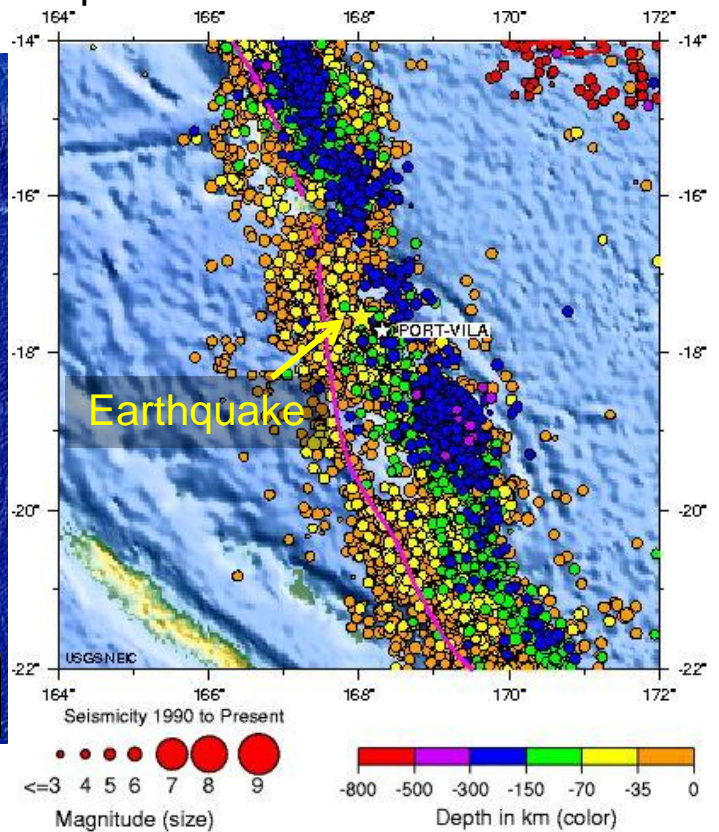 164° 166° 168° 170° 172°
-14° -14°
-16° -16°
PORT-VILA
-18° -18°
Earthquake
-20° -20°
-22° -22°
USGS NEIC
164° 166° 168° 170° 172°
Seismicity 1990 to Present
<=3 4 5 6 7 8 9
Magnitude (size)
-800 -500 -300 -150 -70 -35 0
Depth in km (color)